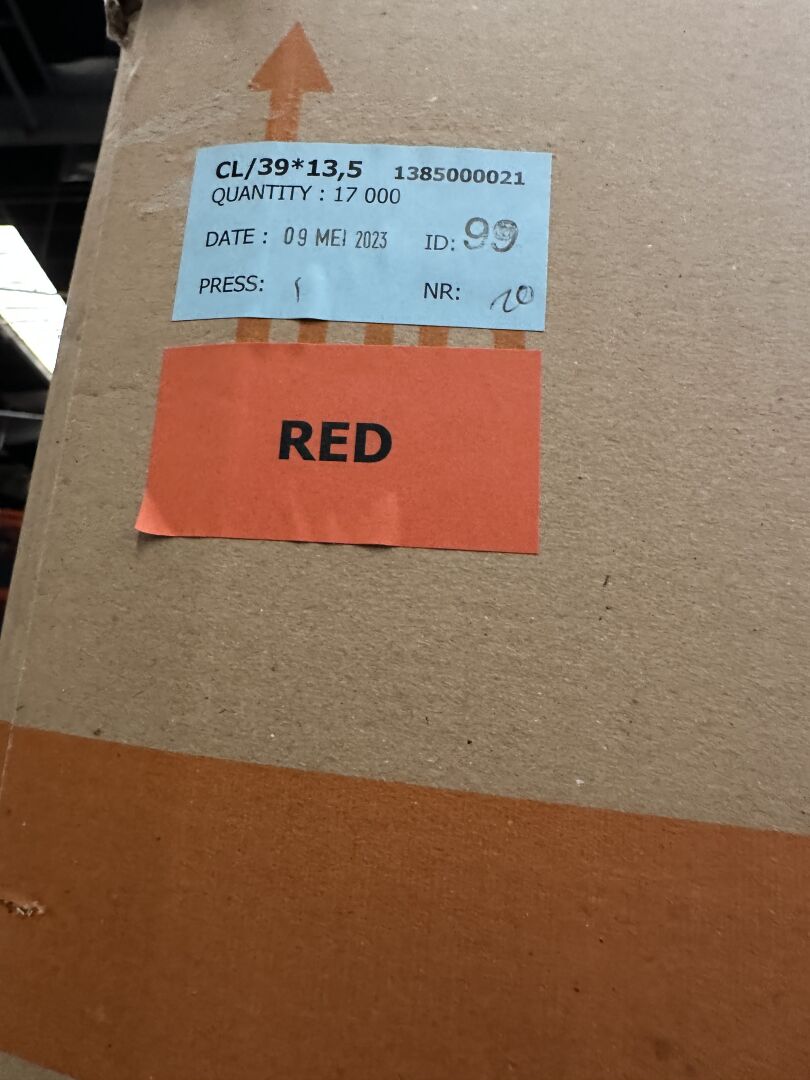 CL/39*13,5 1385000021
QUANTITY : 17 000
DATE : 09 MEI 2023 ID: 99
PRESS: 1 NR: 20
RED